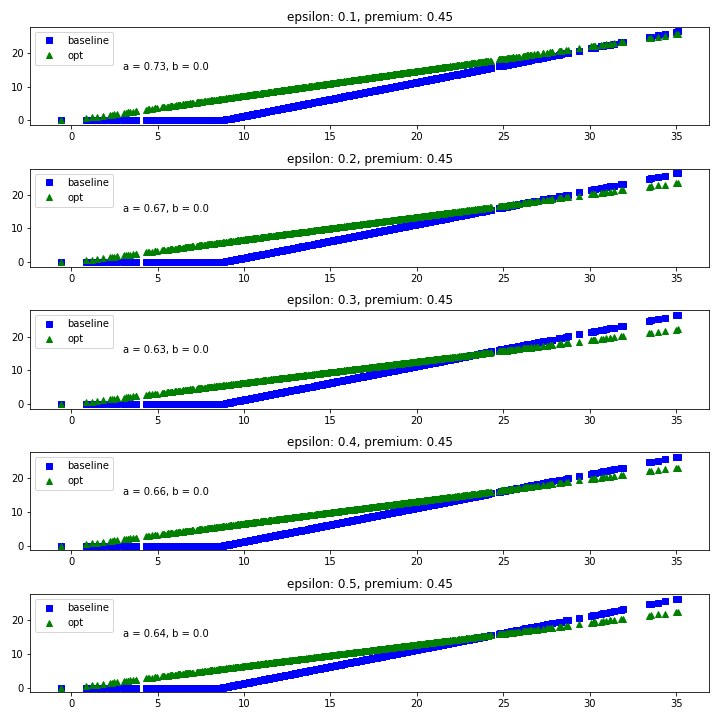 epsilon: 0.1, premium: 0.45
20
10
0
baseline
opt
a = 0.73, b = 0.0
0 5 10 15 20 25 30 35
epsilon: 0.2, premium: 0.45
20
10
0
baseline
opt
a = 0.67, b = 0.0
0 5 10 15 20 25 30 35
epsilon: 0.3, premium: 0.45
20
10
0
baseline
opt
a = 0.63, b = 0.0
0 5 10 15 20 25 30 35
epsilon: 0.4, premium: 0.45
20
10
0
baseline
opt
a = 0.66, b = 0.0
0 5 10 15 20 25 30 35
epsilon: 0.5, premium: 0.45
20
10
0
baseline
opt
a = 0.64, b = 0.0
0 5 10 15 20 25 30 35